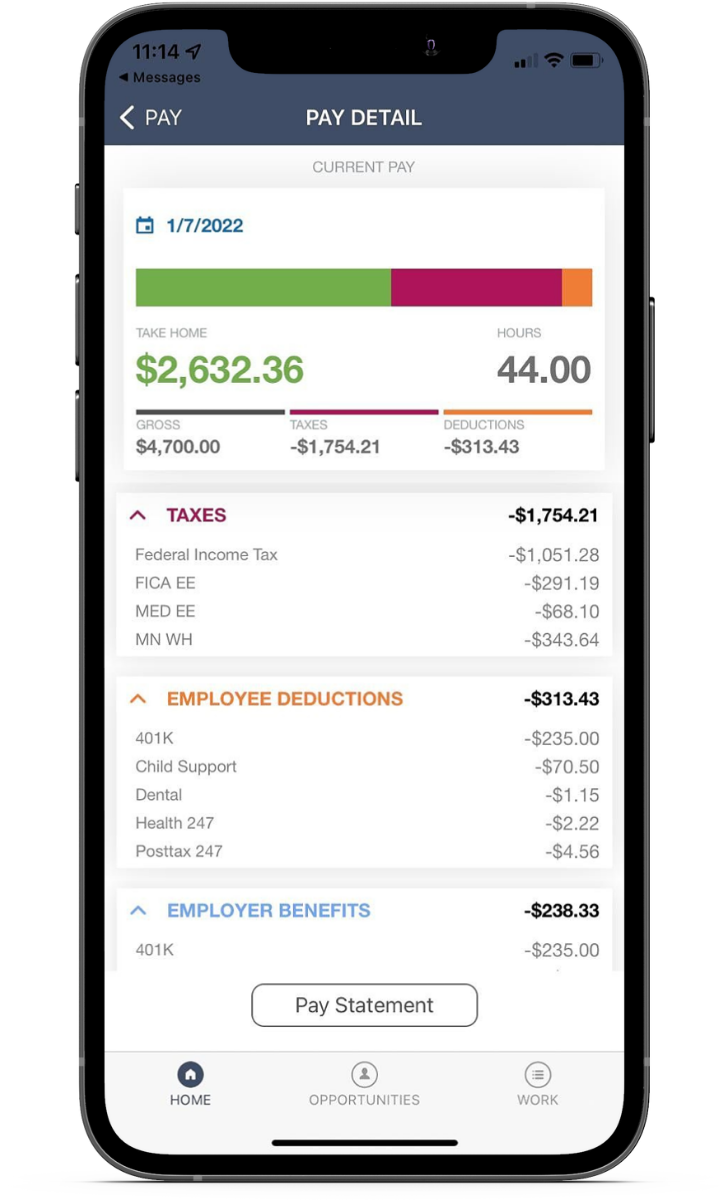 11:14
◀ Messages
PAY PAY DETAIL
CURRENT PAY
1/7/2022
TAKE HOME HOURS
$2,632.36 44.00
GROSS TAXES DEDUCTIONS
$4,700.00 -$1,754.21 -$313.43
TAXES -$1,754.21
Federal Income Tax -$1,051.28
FICA EE -$291.19
MED EE -$68.10
MN WH -$343.64
EMPLOYEE DEDUCTIONS -$313.43
401K -$235.00
Child Support -$70.50
Dental -$1.15
Health 247 -$2.22
Posttax 247 -$4.56
EMPLOYER BENEFITS -$238.33
401K -$235.00
Pay Statement
HOME OPPORTUNITIES WORK